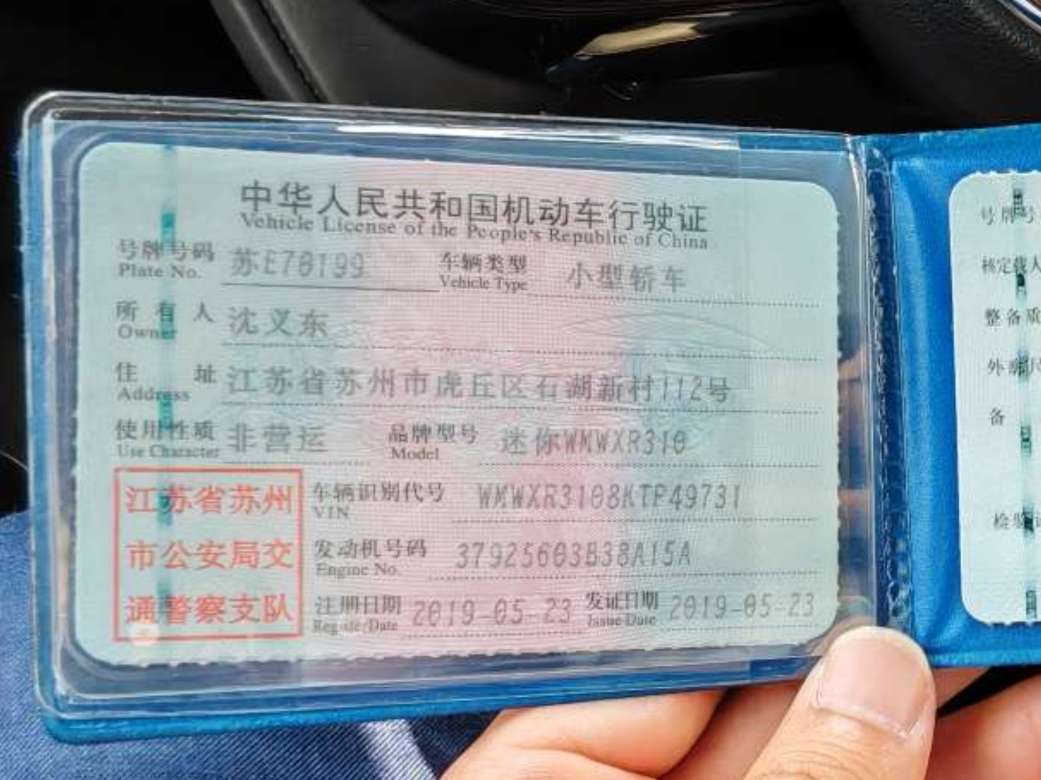 中华人民共和国机动车行驶证
Vehicle License of the People's Republic of China
号牌号码 苏E70199 车辆类型 小型轿车
Plate No. Vehicle Type
所有人 沈义东
Owner
住址 江苏省苏州市虎丘区石湖新村112号
Address
使用性质 非营运 品牌型号 迷你WMWXR310
Use Character Model
江苏省苏州
市公安局交
通警察支队
车辆识别代号 WMWXR3108KTP49731
VIN
发动机号码 37925603B38A15A
Engine No.
注册日期 2019-05-23 发证日期 2019-05-23
Register Date Issue Date
号牌号
核定载人
整备质
外廓尺
备
检验记